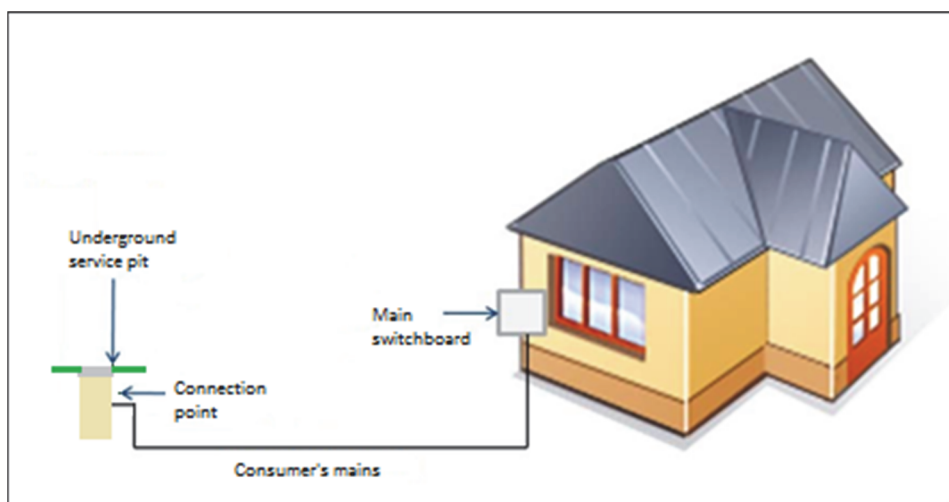 Underground
service pit
Main
switchboard
Connection
point
Consumer's mains